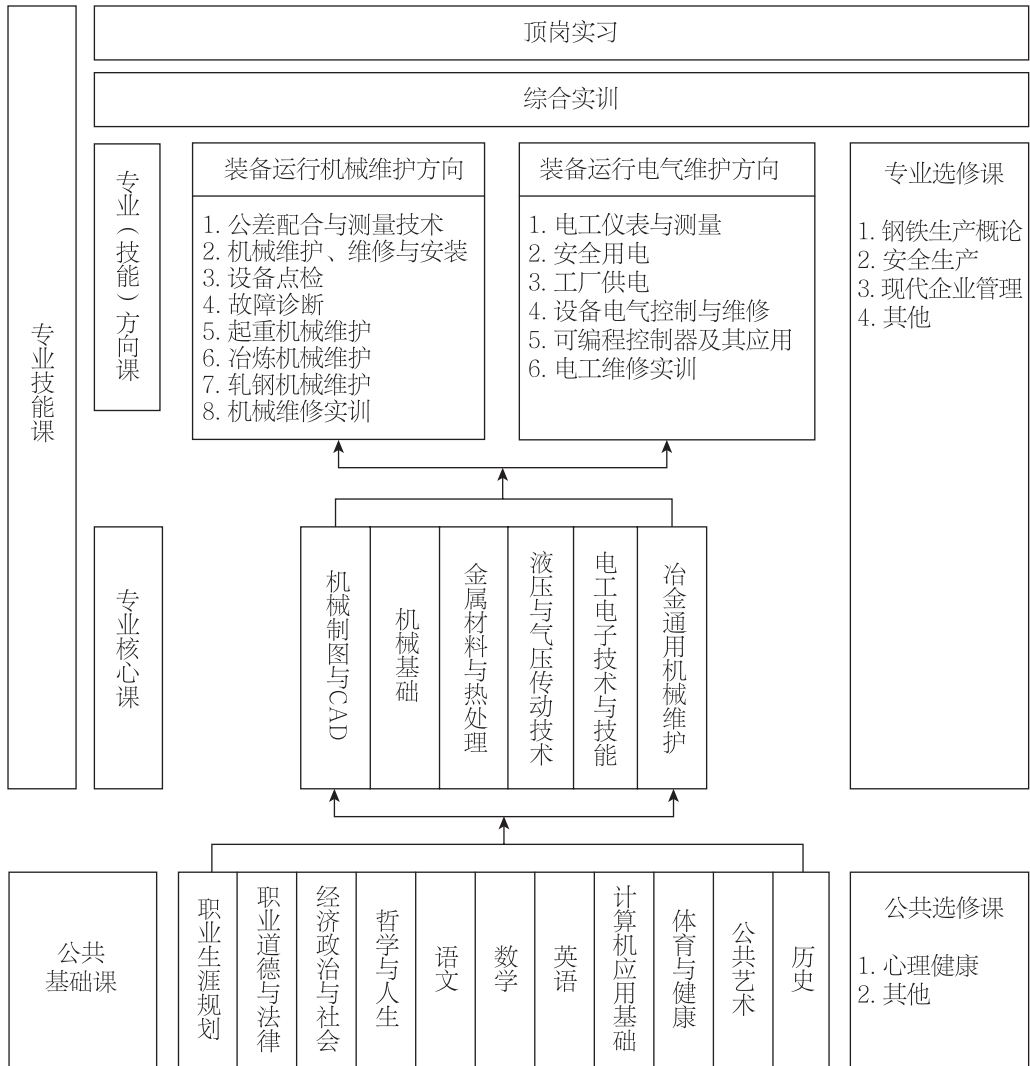 顶岗实习
综合实训
专业技能课
专业（技能）方向课
装备运行机械维护方向
1. 公差配合与测量技术
2. 机械维护、维修与安装
3. 设备点检
4. 故障诊断
5. 起重机械维护
6. 冶炼机械维护
7. 轧钢机械维护
8. 机械维修实训
装备运行电气维护方向
1. 电工仪表与测量
2. 安全用电
3. 工厂供电
4. 设备电气控制与维修
5. 可编程控制器及其应用
6. 电工维修实训
专业选修课
1. 钢铁生产概论
2. 安全生产
3. 现代企业管理
4. 其他
专业核心课
机械制图与CAD
机械基础
金属材料与热处理
液压与气压传动技术
电工电子技术与技能
冶金通用机械维护
公共
基础课
职业生涯规划
职业道德与法律
经济政治与社会
哲学与人生
语文
数学
英语
计算机应用基础
体育与健康
公共艺术
历史
公共选修课
1. 心理健康
2. 其他